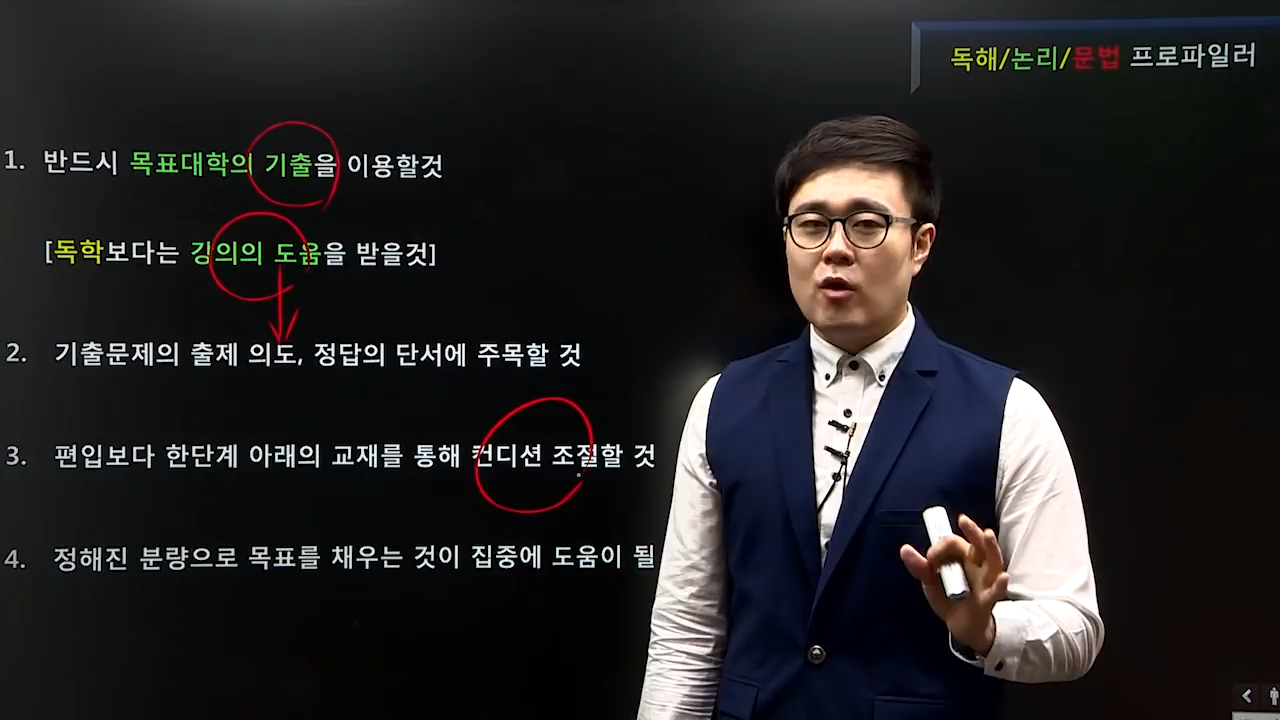 독해/논리/문법 프로파일러
1. 반드시 목표대학의 기출을 이용할것
[독학보다는 강의의 도움을 받을것]
2. 기출문제의 출제 의도, 정답의 단서에 주목할 것
3. 편입보다 한단계 아래의 교재를 통해 컨디션 조절할 것
4. 정해진 분량으로 목표를 채우는 것이 집중에 도움이 될